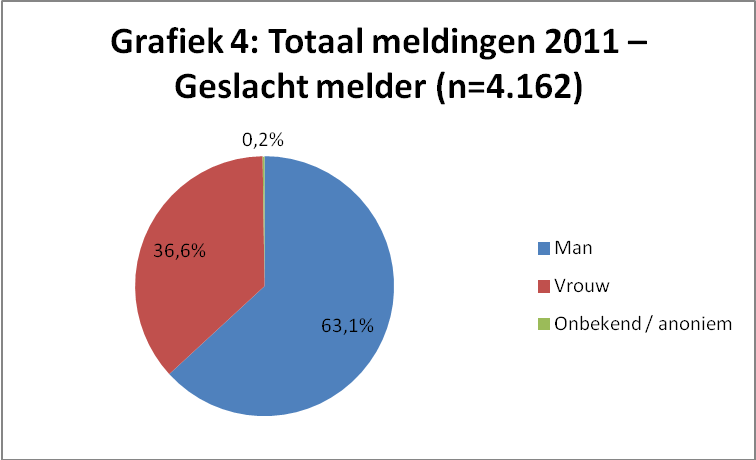 Grafiek 4: Totaal meldingen 2011 –
Geslacht melder (n=4.162)
0,2%
36,6%
63,1%
Man
Vrouw
Onbekend / anoniem